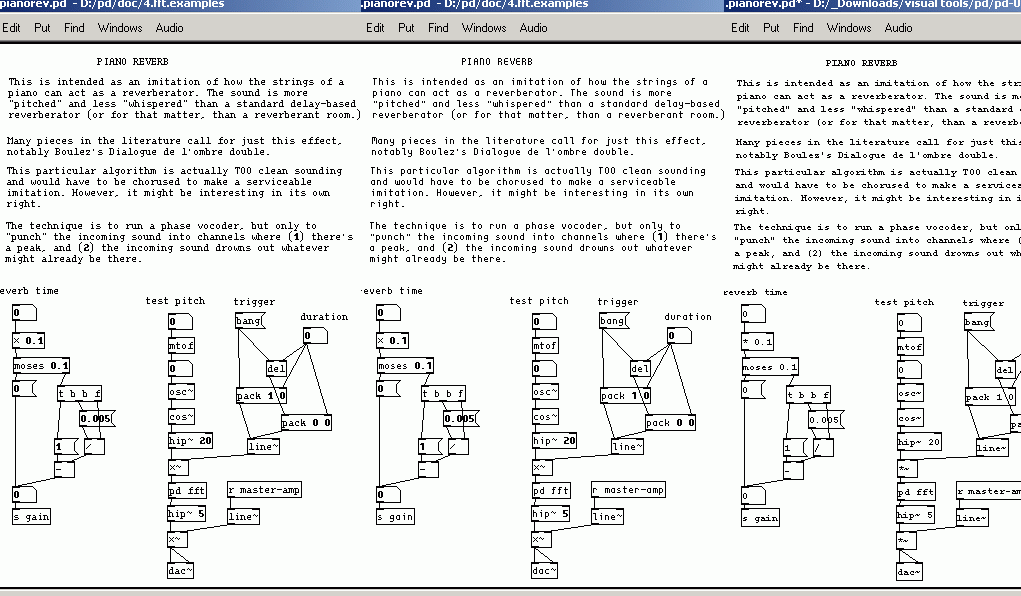 .pianorev.pd - D:/pd/doc/4.fft.examples
Edit Put Find Windows Audio
PIANO REVERB
This is intended as an imitation of how the strings of a
piano can act as a reverberator. The sound is more
"pitched" and less "whispered" than a standard delay-based
reverberator (or for that matter, than a reverberant room.)
Many pieces in the literature call for just this effect,
notably Boulez's Dialogue de l'ombre double.
This particular algorithm is actually TOO clean sounding
and would have to be chorused to make a serviceable
imitation. However, it might be interesting in its own
right.
The technique is to run a phase vocoder, but only to
"punch" the incoming sound into channels where (1) there's
a peak, and (2) the incoming sound drowns out whatever
might already be there.
everb time
0
× 0.1
moses 0.1
0
t b b f
0.005
1
/
-
0
s gain
test pitch
0
mtof
0
osc~
cos~
hip~ 20
×~
pd fft
hip~ 5
×~
dac~
trigger
bang
duration
0
del
pack 1 0
pack 0 0
line~
r master-amp
line~
.pianorev.pd - D:/pd/doc/4.fft.examples
Edit Put Find Windows Audio
PIANO REVERB
This is intended as an imitation of how the strings of a
piano can act as a reverberator. The sound is more
"pitched" and less "whispered" than a standard delay-based
reverberator (or for that matter, than a reverberant room.)
Many pieces in the literature call for just this effect,
notably Boulez's Dialogue de l'ombre double.
This particular algorithm is actually TOO clean sounding
and would have to be chorused to make a serviceable
imitation. However, it might be interesting in its own
right.
The technique is to run a phase vocoder, but only to
"punch" the incoming sound into channels where (1) there's
a peak, and (2) the incoming sound drowns out whatever
might already be there.
everb time
0
× 0.1
moses 0.1
0
t b b f
0.005
1
/
-
0
s gain
test pitch
0
mtof
0
osc~
cos~
hip~ 20
×~
pd fft
hip~ 5
×~
dac~
trigger
bang
duration
0
del
pack 1 0
pack 0 0
line~
r master-amp
line~
.pianorev.pd* - D:/_Downloads/visual tools/pd/pd-0
Edit Put Find Windows Audio
PIANO REVERB
This is intended as an imitation of how the str
piano can act as a reverberator. The sound is mo
"pitched" and less "whispered" than a standard
reverberator (or for that matter, than a reverbe
Many pieces in the literature call for just this
notably Boules's Dialogue de l'ombre double.
This particular algorithm is actually TOO clean
and would have to be chorused to make a servicea
imitation. However, it might be interesting in i
right.
The technique is to run a phase vocoder, but onl
"punch" the incoming sound into channels where (
a peak, and (2) the incoming sound drowns out wh
might already be there.
reverb time
0
* 0.1
moses 0.1
0
t b b f
0.005
1
/
-
0
s gain
test pitch
0
mtof
0
osc~
cos~
hip~ 20
*~
pd fft
hip~ 5
*~
dac~
trigger
bang
del
pack 1 0
pa
line~
r master-am
line~